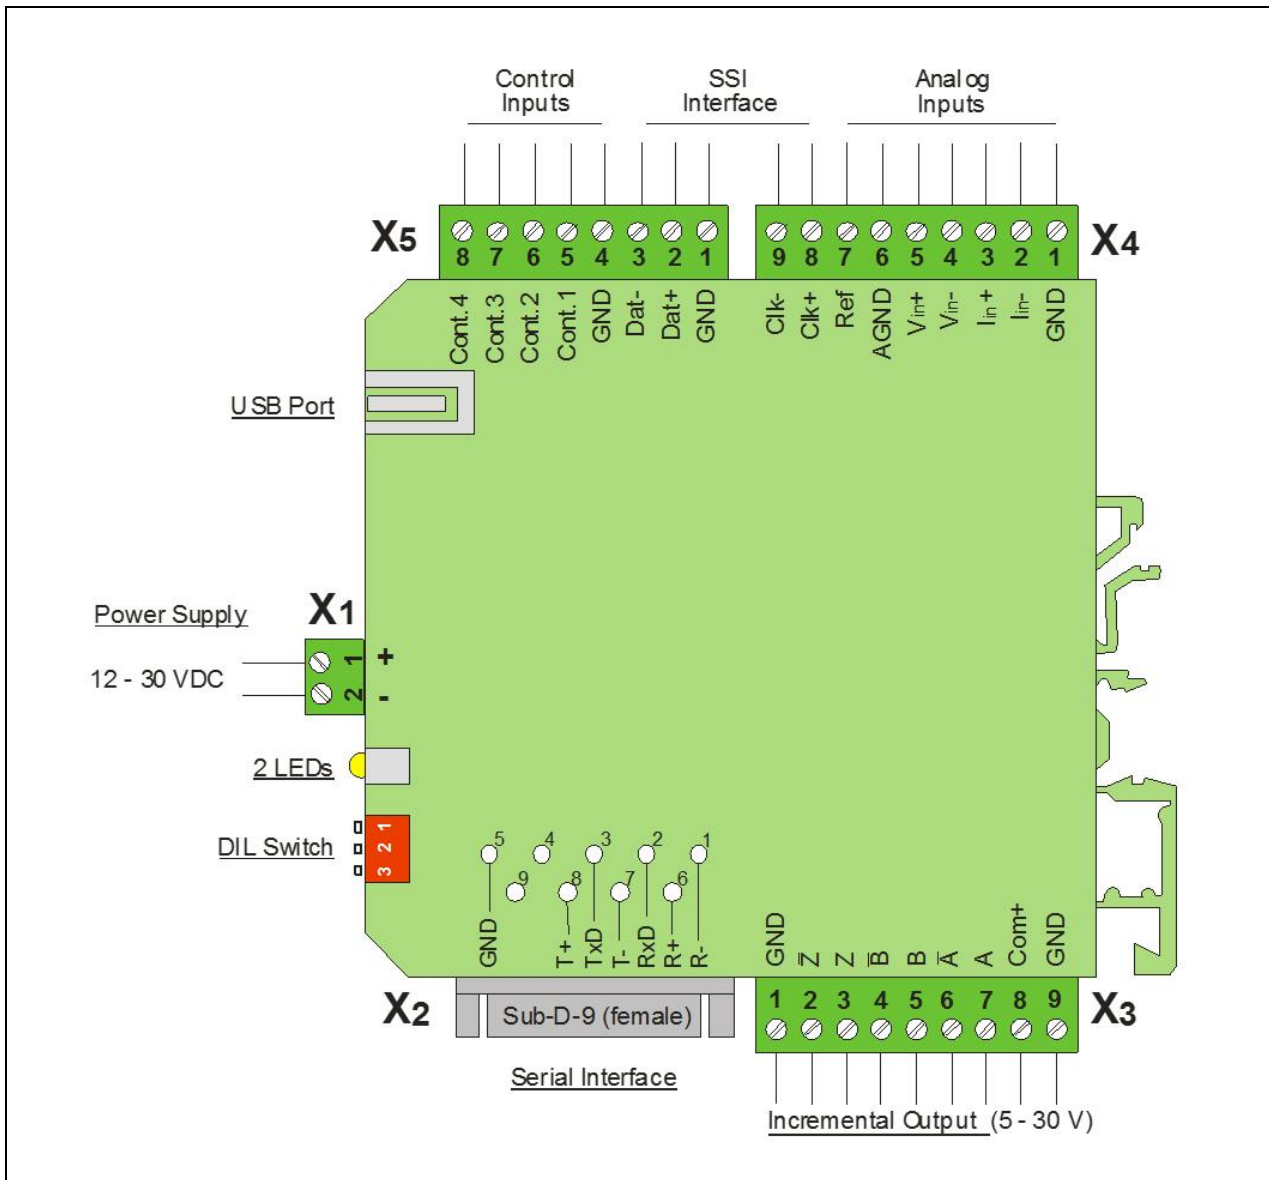 Control
Inputs
SSI
Interface
Analog
Inputs
X5
8 7 6 5 4 3 2 1
9 8 7 6 5 4 3 2 1
X4
Cont.4
Cont.3
Cont.2
Cont.1
GND
Dat-
Dat+
GND
Clk-
Clk+
Ref
AGND
Vin+
Vin-
Iin+
Iin-
GND
USB Port
X1
Power Supply
12 - 30 VDC
1 +
2 -
2 LEDs
DIL Switch
1
2
3
5 4 3 2 1
9 8 7 6
GND
T+
TxD
T-
RxD
R+
R-
GND
Z̅
Z
B̅
B
A̅
A
Com+
GND
X2
Sub-D-9 (female)
1 2 3 4 5 6 7 8 9
X3
Serial Interface
Incremental Output (5 - 30 V)